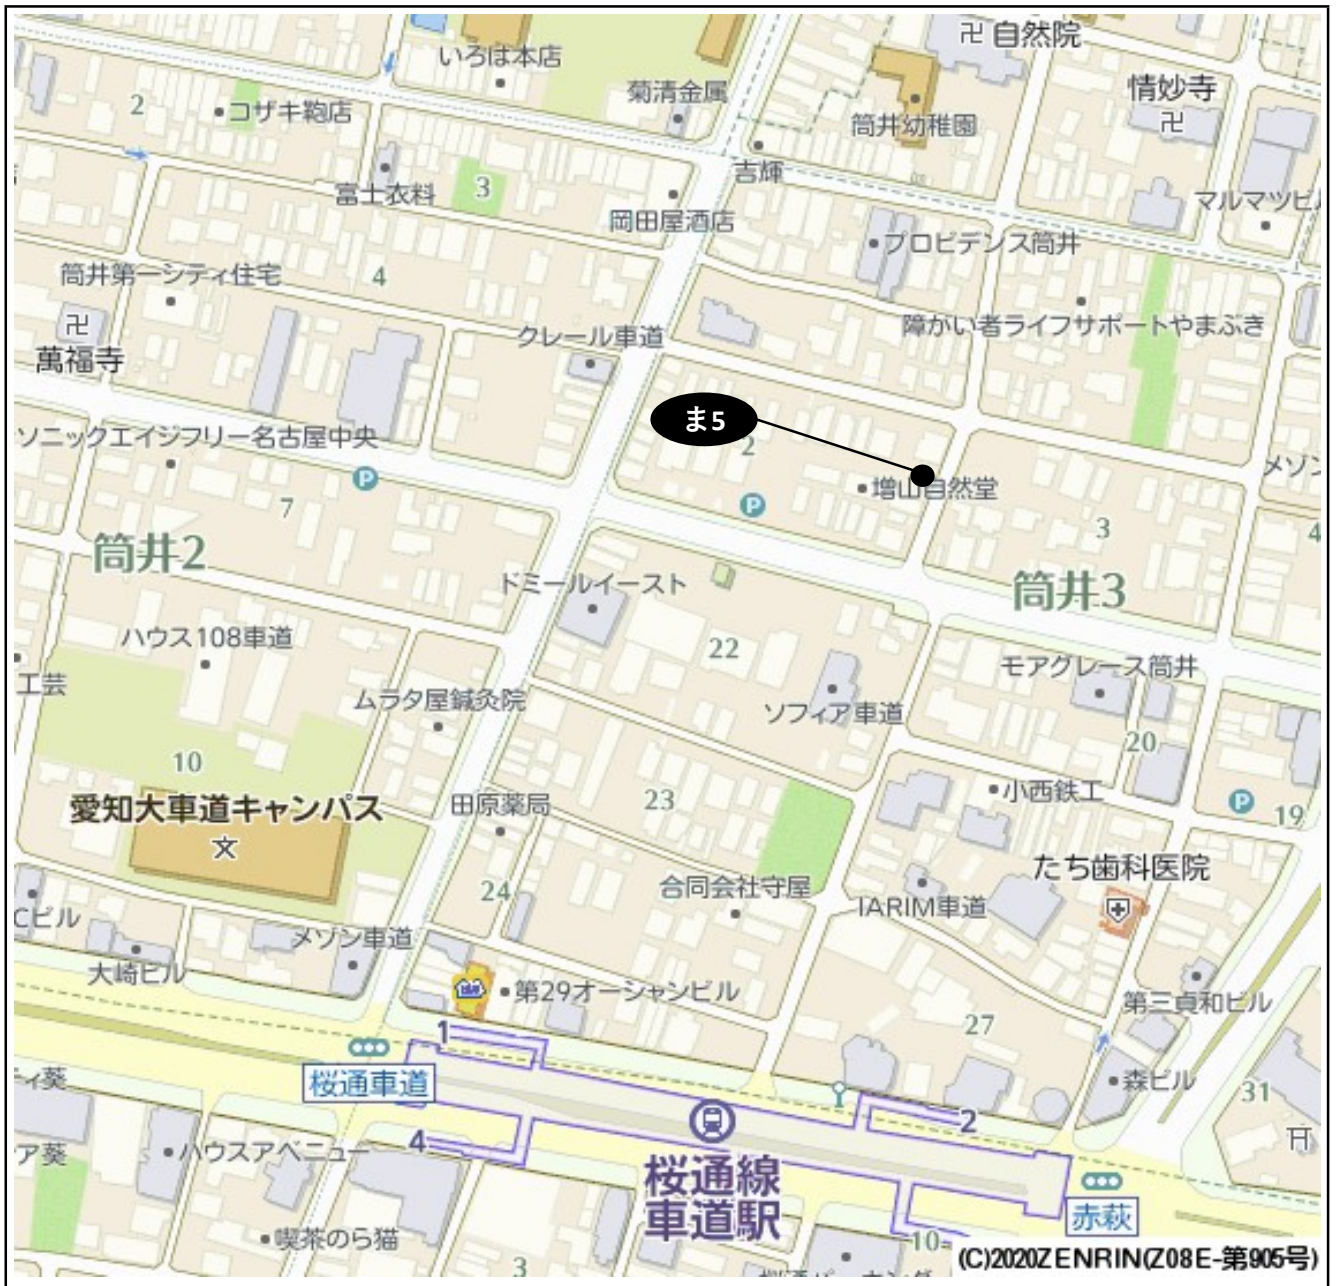 卍 自然院
いろは本店
情妙寺
卍
菊清金属
2
コザキ鞄店
筒井幼稚園
吉輝
富士衣料
3
マルマツビル
岡田屋酒店
プロビデンス筒井
筒井第一シティ住宅
4
卍
萬福寺
クレール車道
障がい者ライフサポートやまぶき
ま5
2
ソニックエイジフリー名古屋中央
P
メゾン
増山自然堂
7
P
3
4
筒井2
ドミールイースト
筒井3
ハウス108車道
22
モアグレース筒井
工芸
ムラタ屋鍼灸院
ソフィア車道
20
10
愛知大車道キャンパス
文
田原薬局
23
小西鉄工
P
19
たち歯科医院
24
合同会社守屋
IARIM車道
Cビル
メゾン車道
大崎ビル
第29オーシャンビル
第三貞和ビル
27
1
桜通車道
ィ葵
森ビル
31
2
4
ア葵
ハウスアベニュー
桜通線
車道駅
赤萩
喫茶のら猫
10
3
(C)2020ZENRIN(Z08E-第905号)